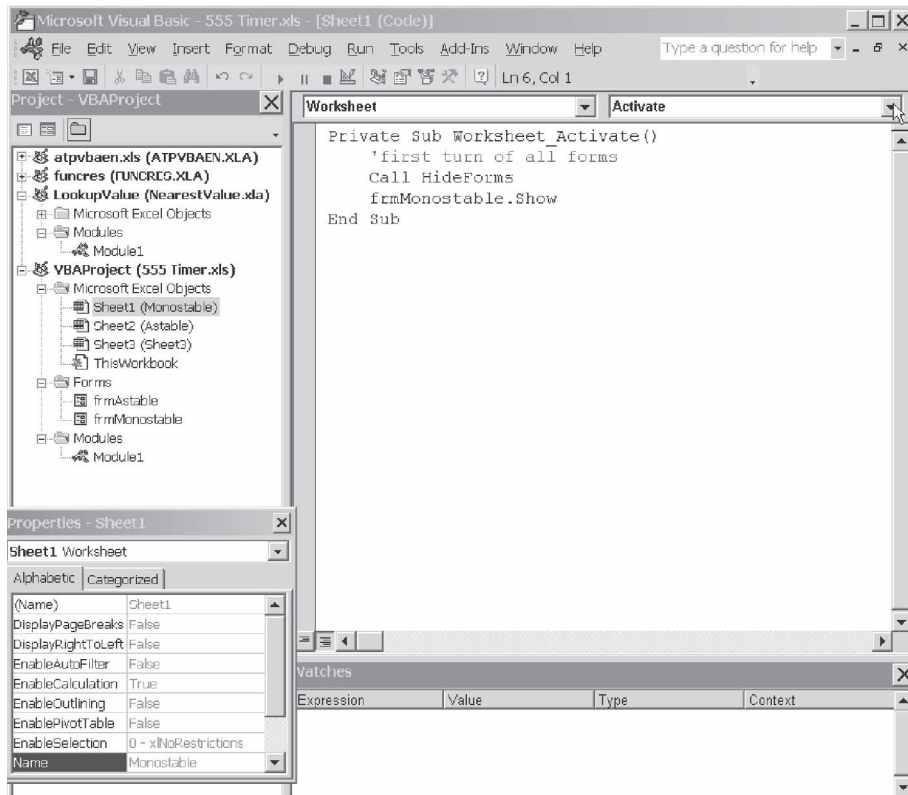 Microsoft Visual Basic - 555 Timer.xls - [Sheet1 (Code)]
File Edit View Insert Format Debug Run Tools Add-Ins Window Help Type a question for help
Ln 6, Col 1
Project - VBAProject
Worksheet
Activate
atpvbaen.xls (ATPVBAEN.XLA)
funcres (FUNCRES.XLA)
LookupValue (NearestValue.xla)
Microsoft Excel Objects
Modules
Module1
VBAProject (555 Timer.xls)
Microsoft Excel Objects
Sheet1 (Monostable)
Sheet2 (Astable)
Sheet3 (Sheet3)
ThisWorkbook
Forms
frmAstable
frmMonostable
Modules
Module1
Private Sub Worksheet_Activate()
'first turn of all forms
Call HideForms
frmMonostable.Show
End Sub
Properties - Sheet1
Sheet1 Worksheet
Alphabetic Categorized
(Name) Sheet1
DisplayPageBreaks False
DisplayRightToLeft False
EnableAutoFilter False
EnableCalculation True
EnableOutlining False
EnablePivotTable False
EnableSelection 0 - xlNoRestrictions
Name Monostable
Watches
Expression Value Type Context